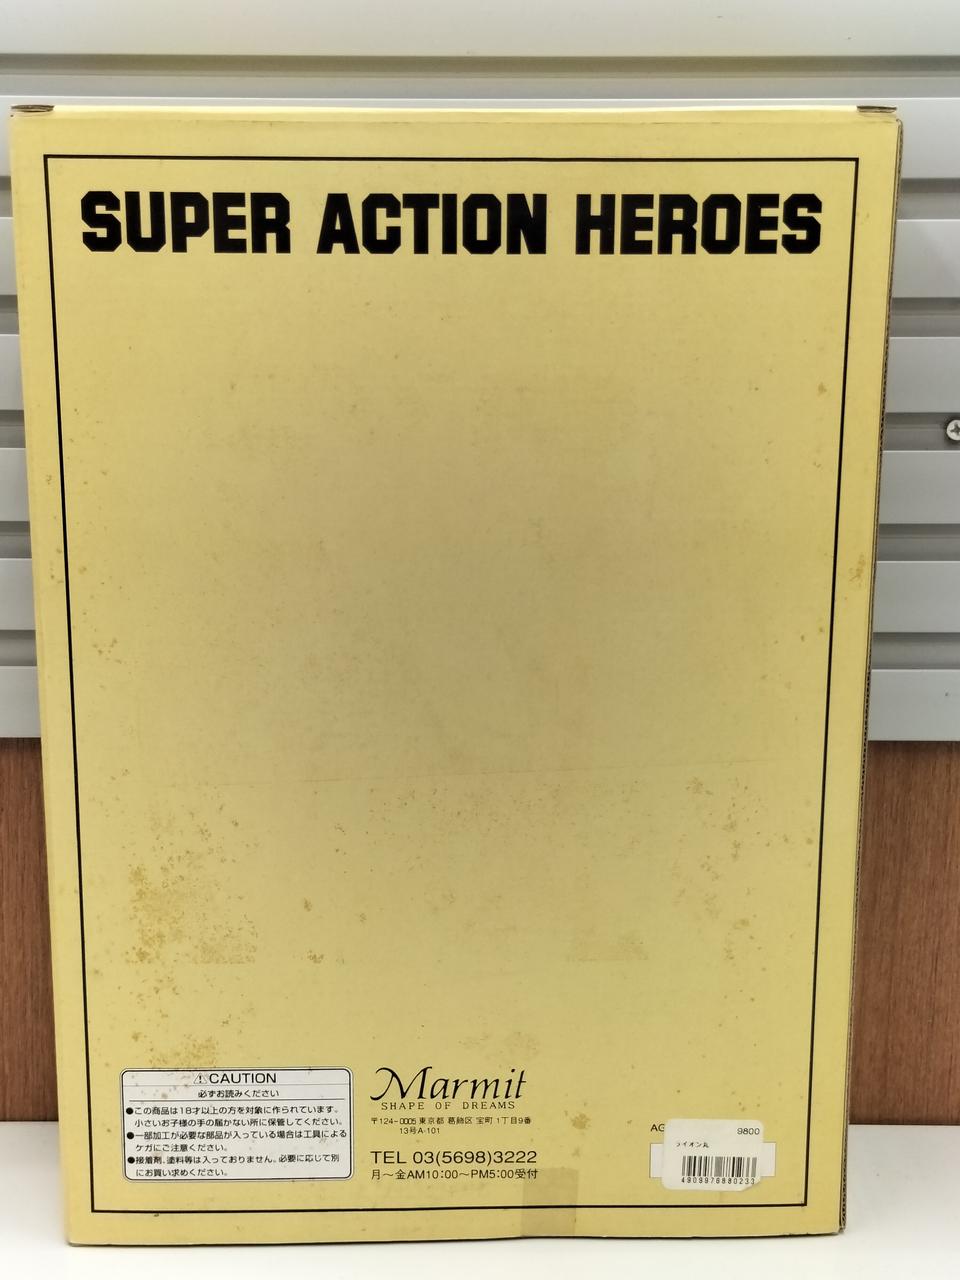 SUPER ACTION HEROES
⚠CAUTION
必ずお読みください
●この商品は18才以上の方を対象に作られています。
小さいお子様の手の届かない所に保管してください。
●一部加工が必要な部品が入っている場合は工具による
ケガにご注意ください。
●接着剤、塗料等は入っておりません。必要に応じて別
にお買い求めください。
Marmit
SHAPE OF DREAMS
〒124-0005 東京都 葛飾区 宝町 1丁目9番
13号A-101
TEL 03(5698)3222
月～金AM10:00～PM5:00受付
AG
9800
ライオン丸
4909976880233